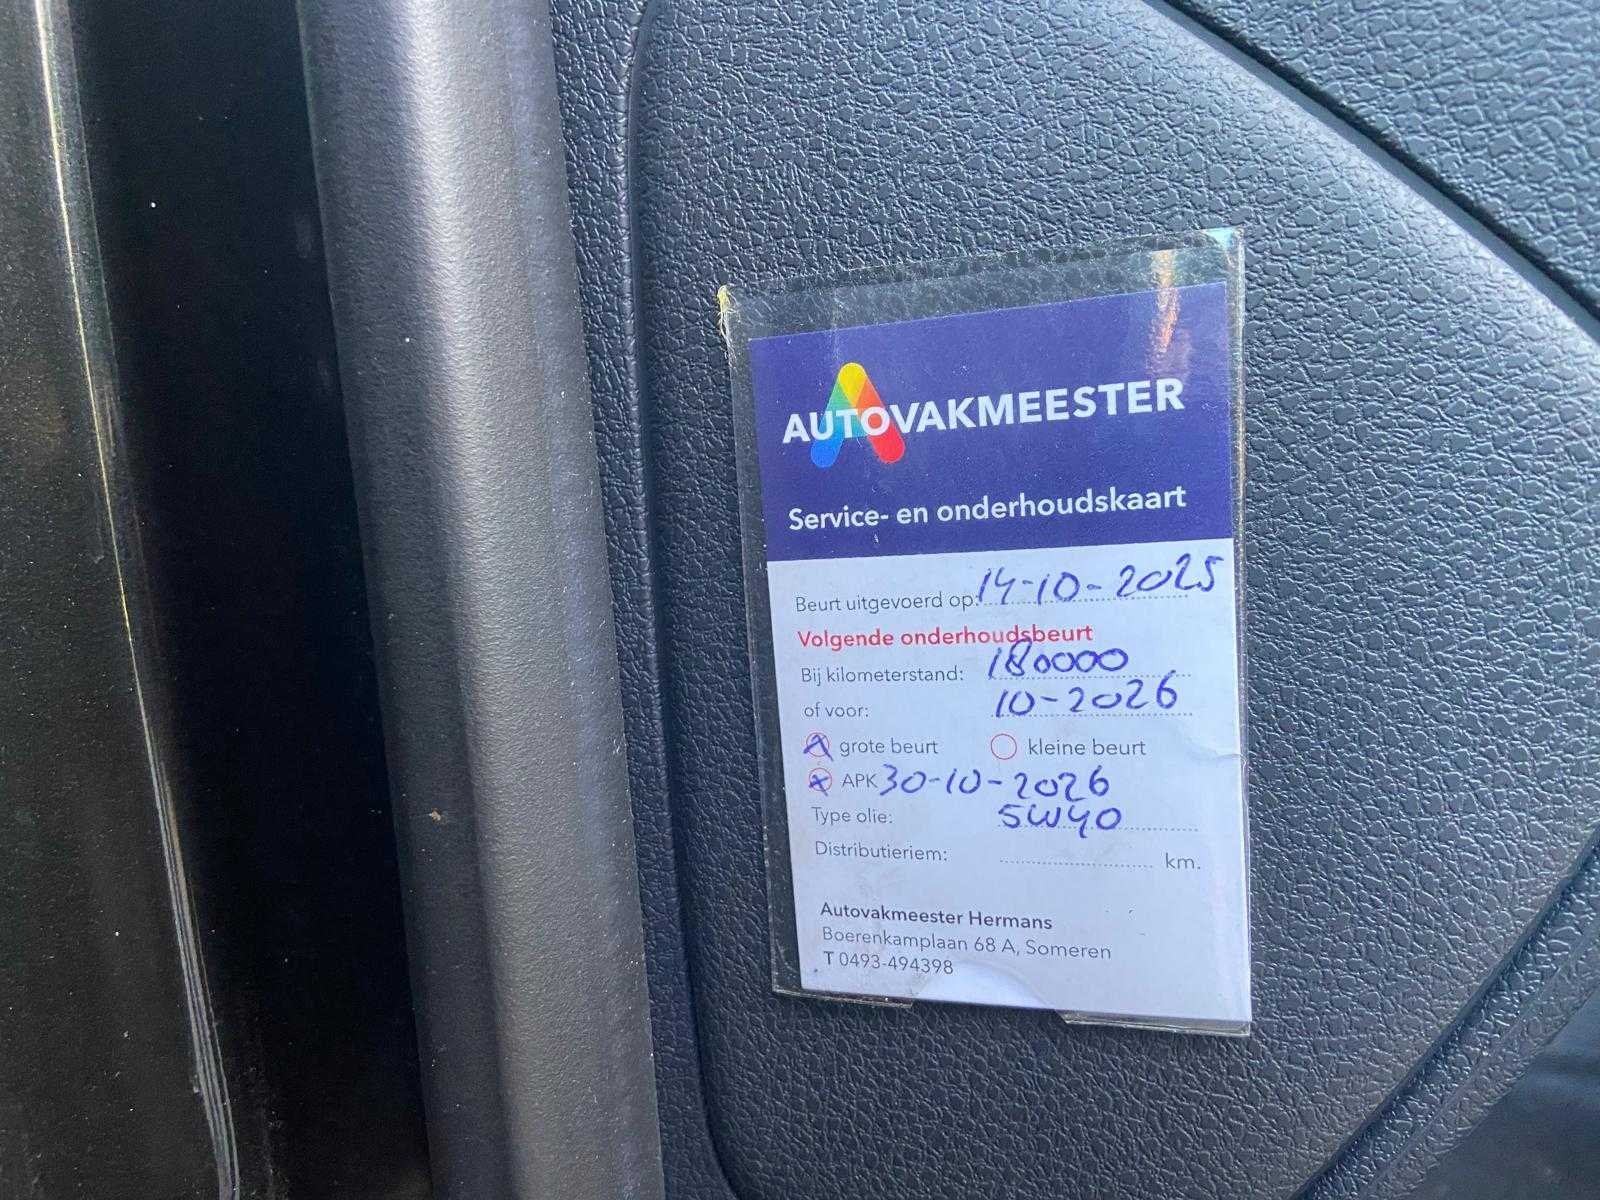 AUTOVAKMEESTER
Service- en onderhoudskaart
Beurt uitgevoerd op: 14-10-2025
Volgende onderhoudsbeurt
Bij kilometerstand: 180000
of voor: 10-2026
grote beurt kleine beurt
APK 30-10-2026
Type olie: 5W40
Distributieriem: km.
Autovakmeester Hermans
Boerenkamplaan 68 A, Someren
T 0493-494398